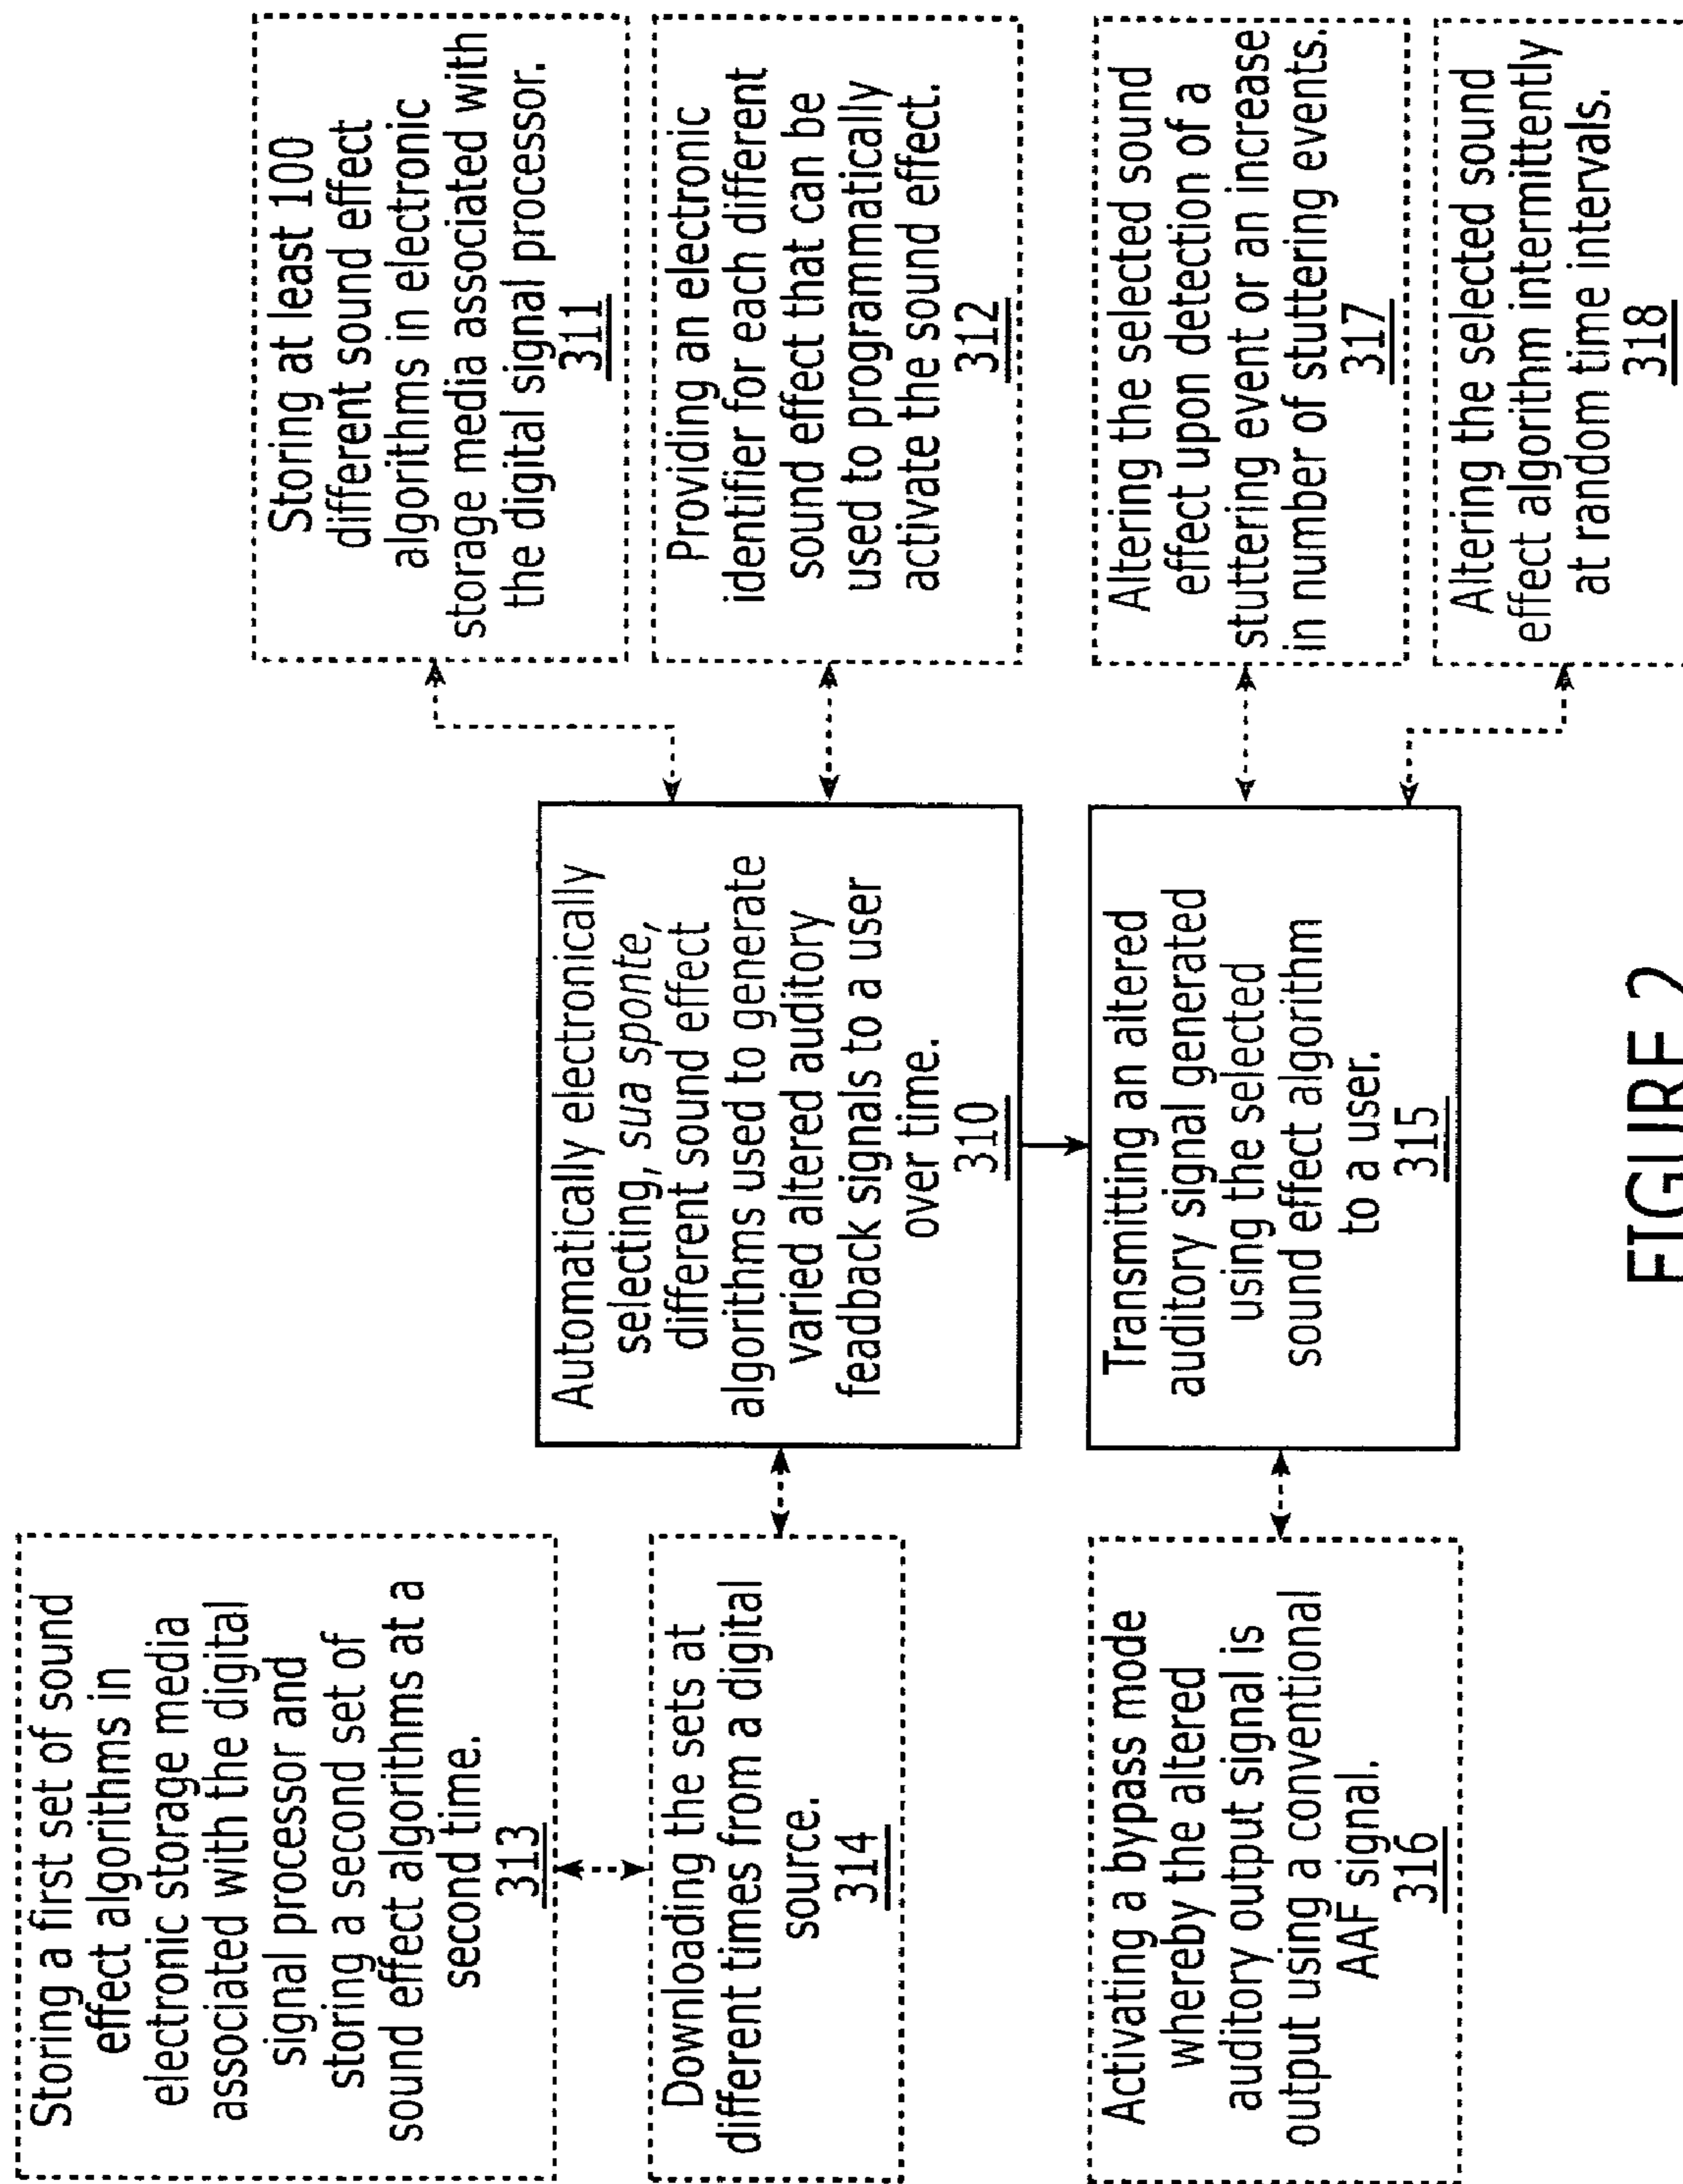 Storing a first set of sound
effect algorithms in
electronic storage media
associated with the digital
signal processor and
storing a second set of
sound effect algorithms at a
second time.
313
Downloading the sets at
different times from a digital
source.
314
Activating a bypass mode
whereby the altered
auditory output signal is
output using a conventional
AAF signal.
316
Automatically electronically
selecting, sua sponte,
different sound effect
algorithms used to generate
varied altered auditory
feadback signals to a user
over time.
310
Transmitting an altered
auditory signal generated
using the selected
sound effect algorithm
to a user.
315
Storing at least 100
different sound effect
algorithms in electronic
storage media associated with
the digital signal processor.
311
Providing an electronic
identifier for each different
sound effect that can be
used to programmatically
activate the sound effect.
312
Altering the selected sound
effect upon detection of a
stuttering event or an increase
in number of stuttering events.
317
Altering the selected sound
effect algorithm intermittently
at random time intervals.
318
FIGURE 2